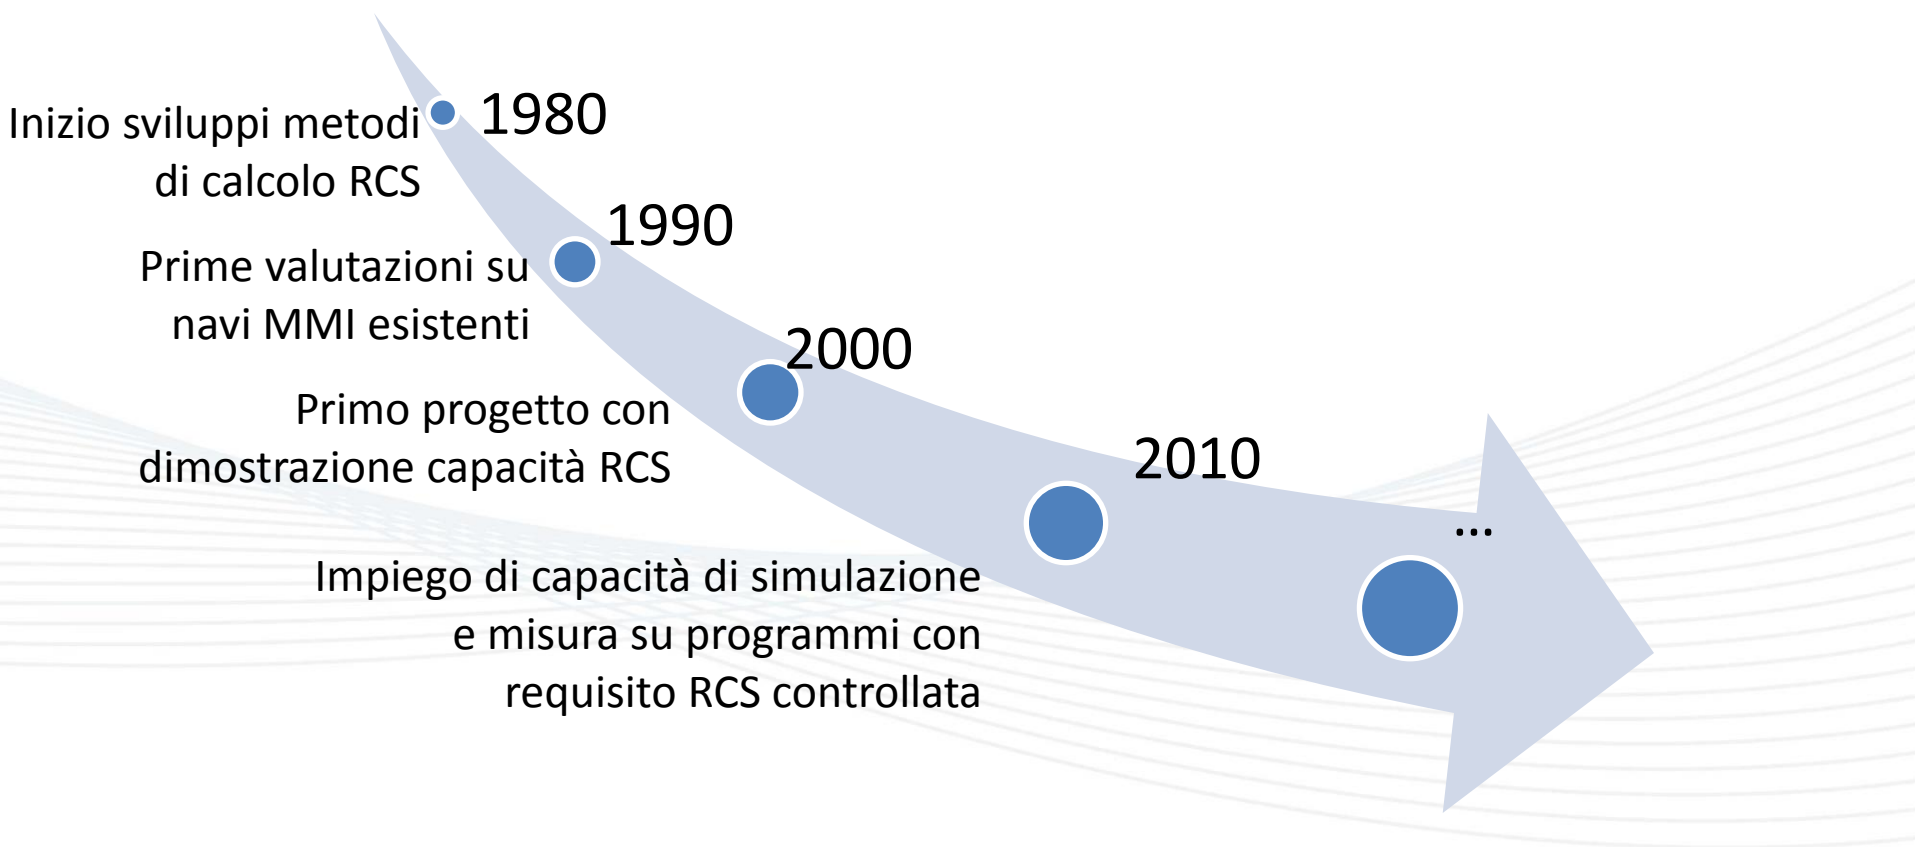 1980
Inizio sviluppi metodi
di calcolo RCS
1990
Prime valutazioni su
navi MMI esistenti
2000
Primo progetto con
dimostrazione capacità RCS
2010
Impiego di capacità di simulazione
e misura su programmi con
requisito RCS controllata
...